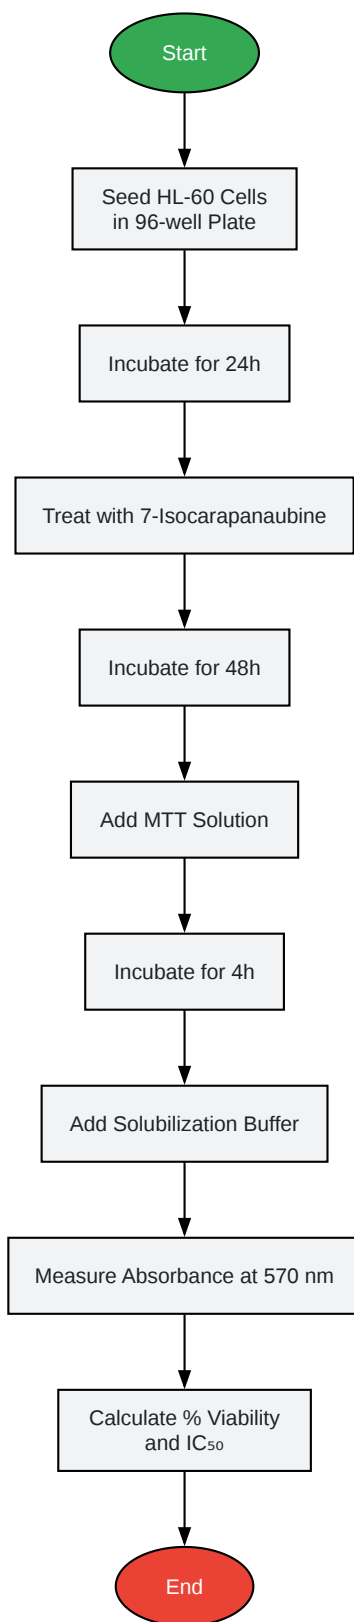 Start
Seed HL-60 Cells
in 96-well Plate
Incubate for 24h
Treat with 7-Isocarapanaubine
Incubate for 48h
Add MTT Solution
Incubate for 4h
Add Solubilization Buffer
Measure Absorbance at 570 nm
Calculate % Viability
and IC₅₀
End